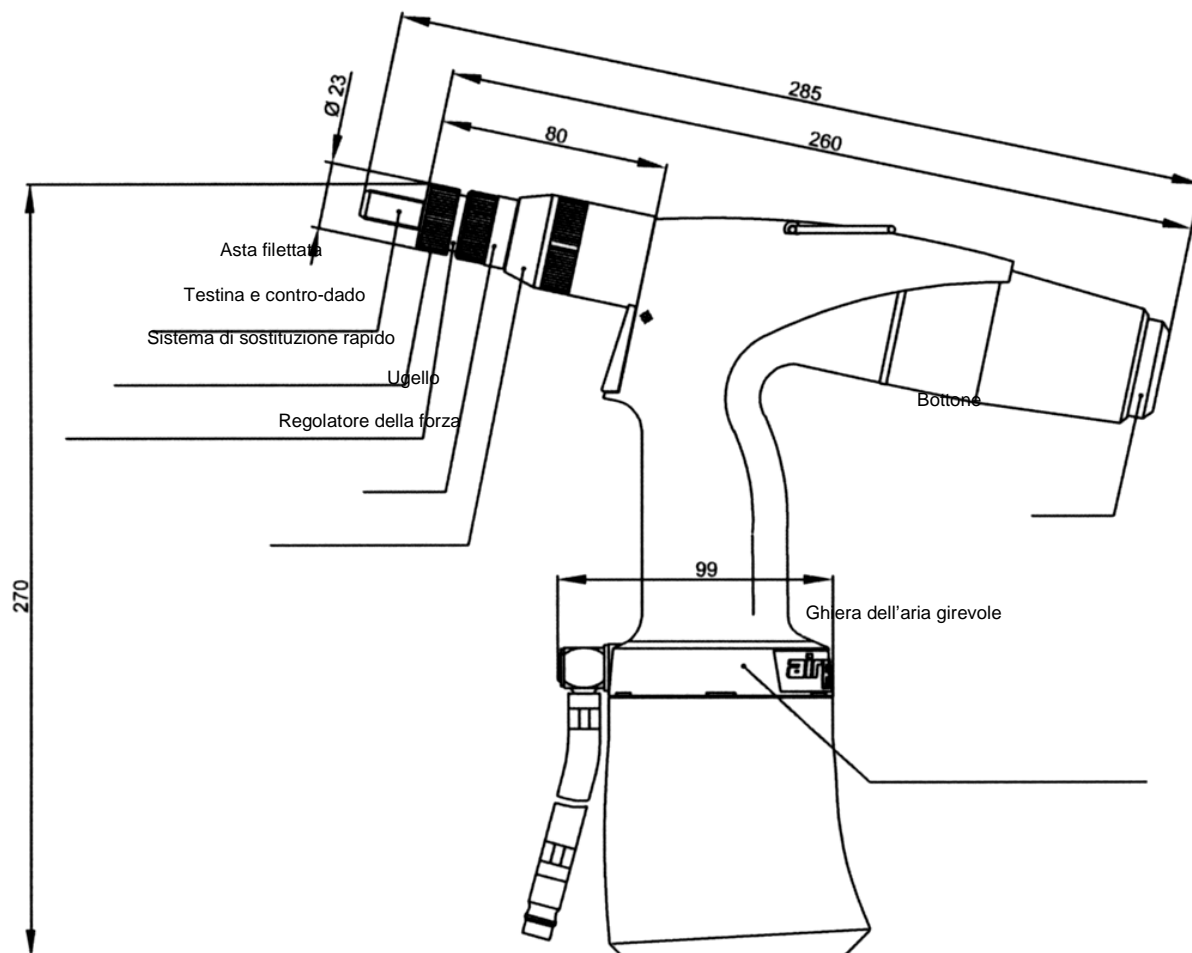 285
Ø 23
80
260
Asta filettata
Testina e contro-dado
Sistema di sostituzione rapido
Ugello
Bottone
Regolatore della forza
99
270
Ghiera dell'aria girevole
air